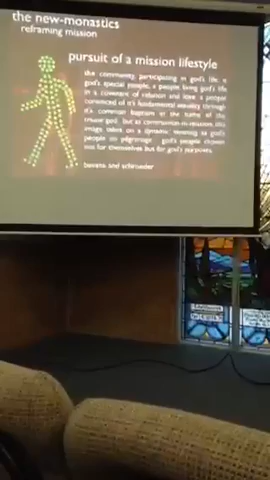 the new-monastics
reframing mission
pursuit of a mission lifestyle
the community participating in god's life is
god's special people, a people living god's life
in a covenant of relation and love a people
convinced of it's fundamental equality through
it's common baptism in the name of the
triune god. but as communion in mission, this
image takes on a dynamic meaning as god's
people on pilgrimage god's people chosen
not for themselves but for god's purposes.
bevans and schroeder